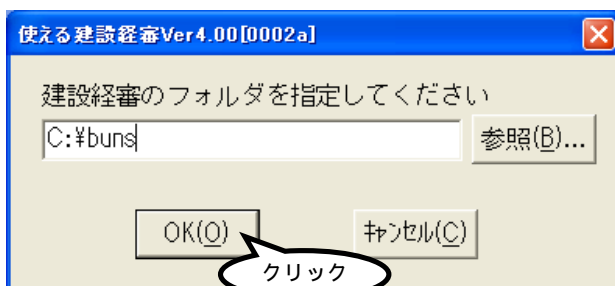 使える建設経審Ver4.00[0002a]
建設経審のフォルダを指定してください
C:¥buns
参照(B)...
OK(O)
ｷｬﾝｾﾙ(C)
クリック